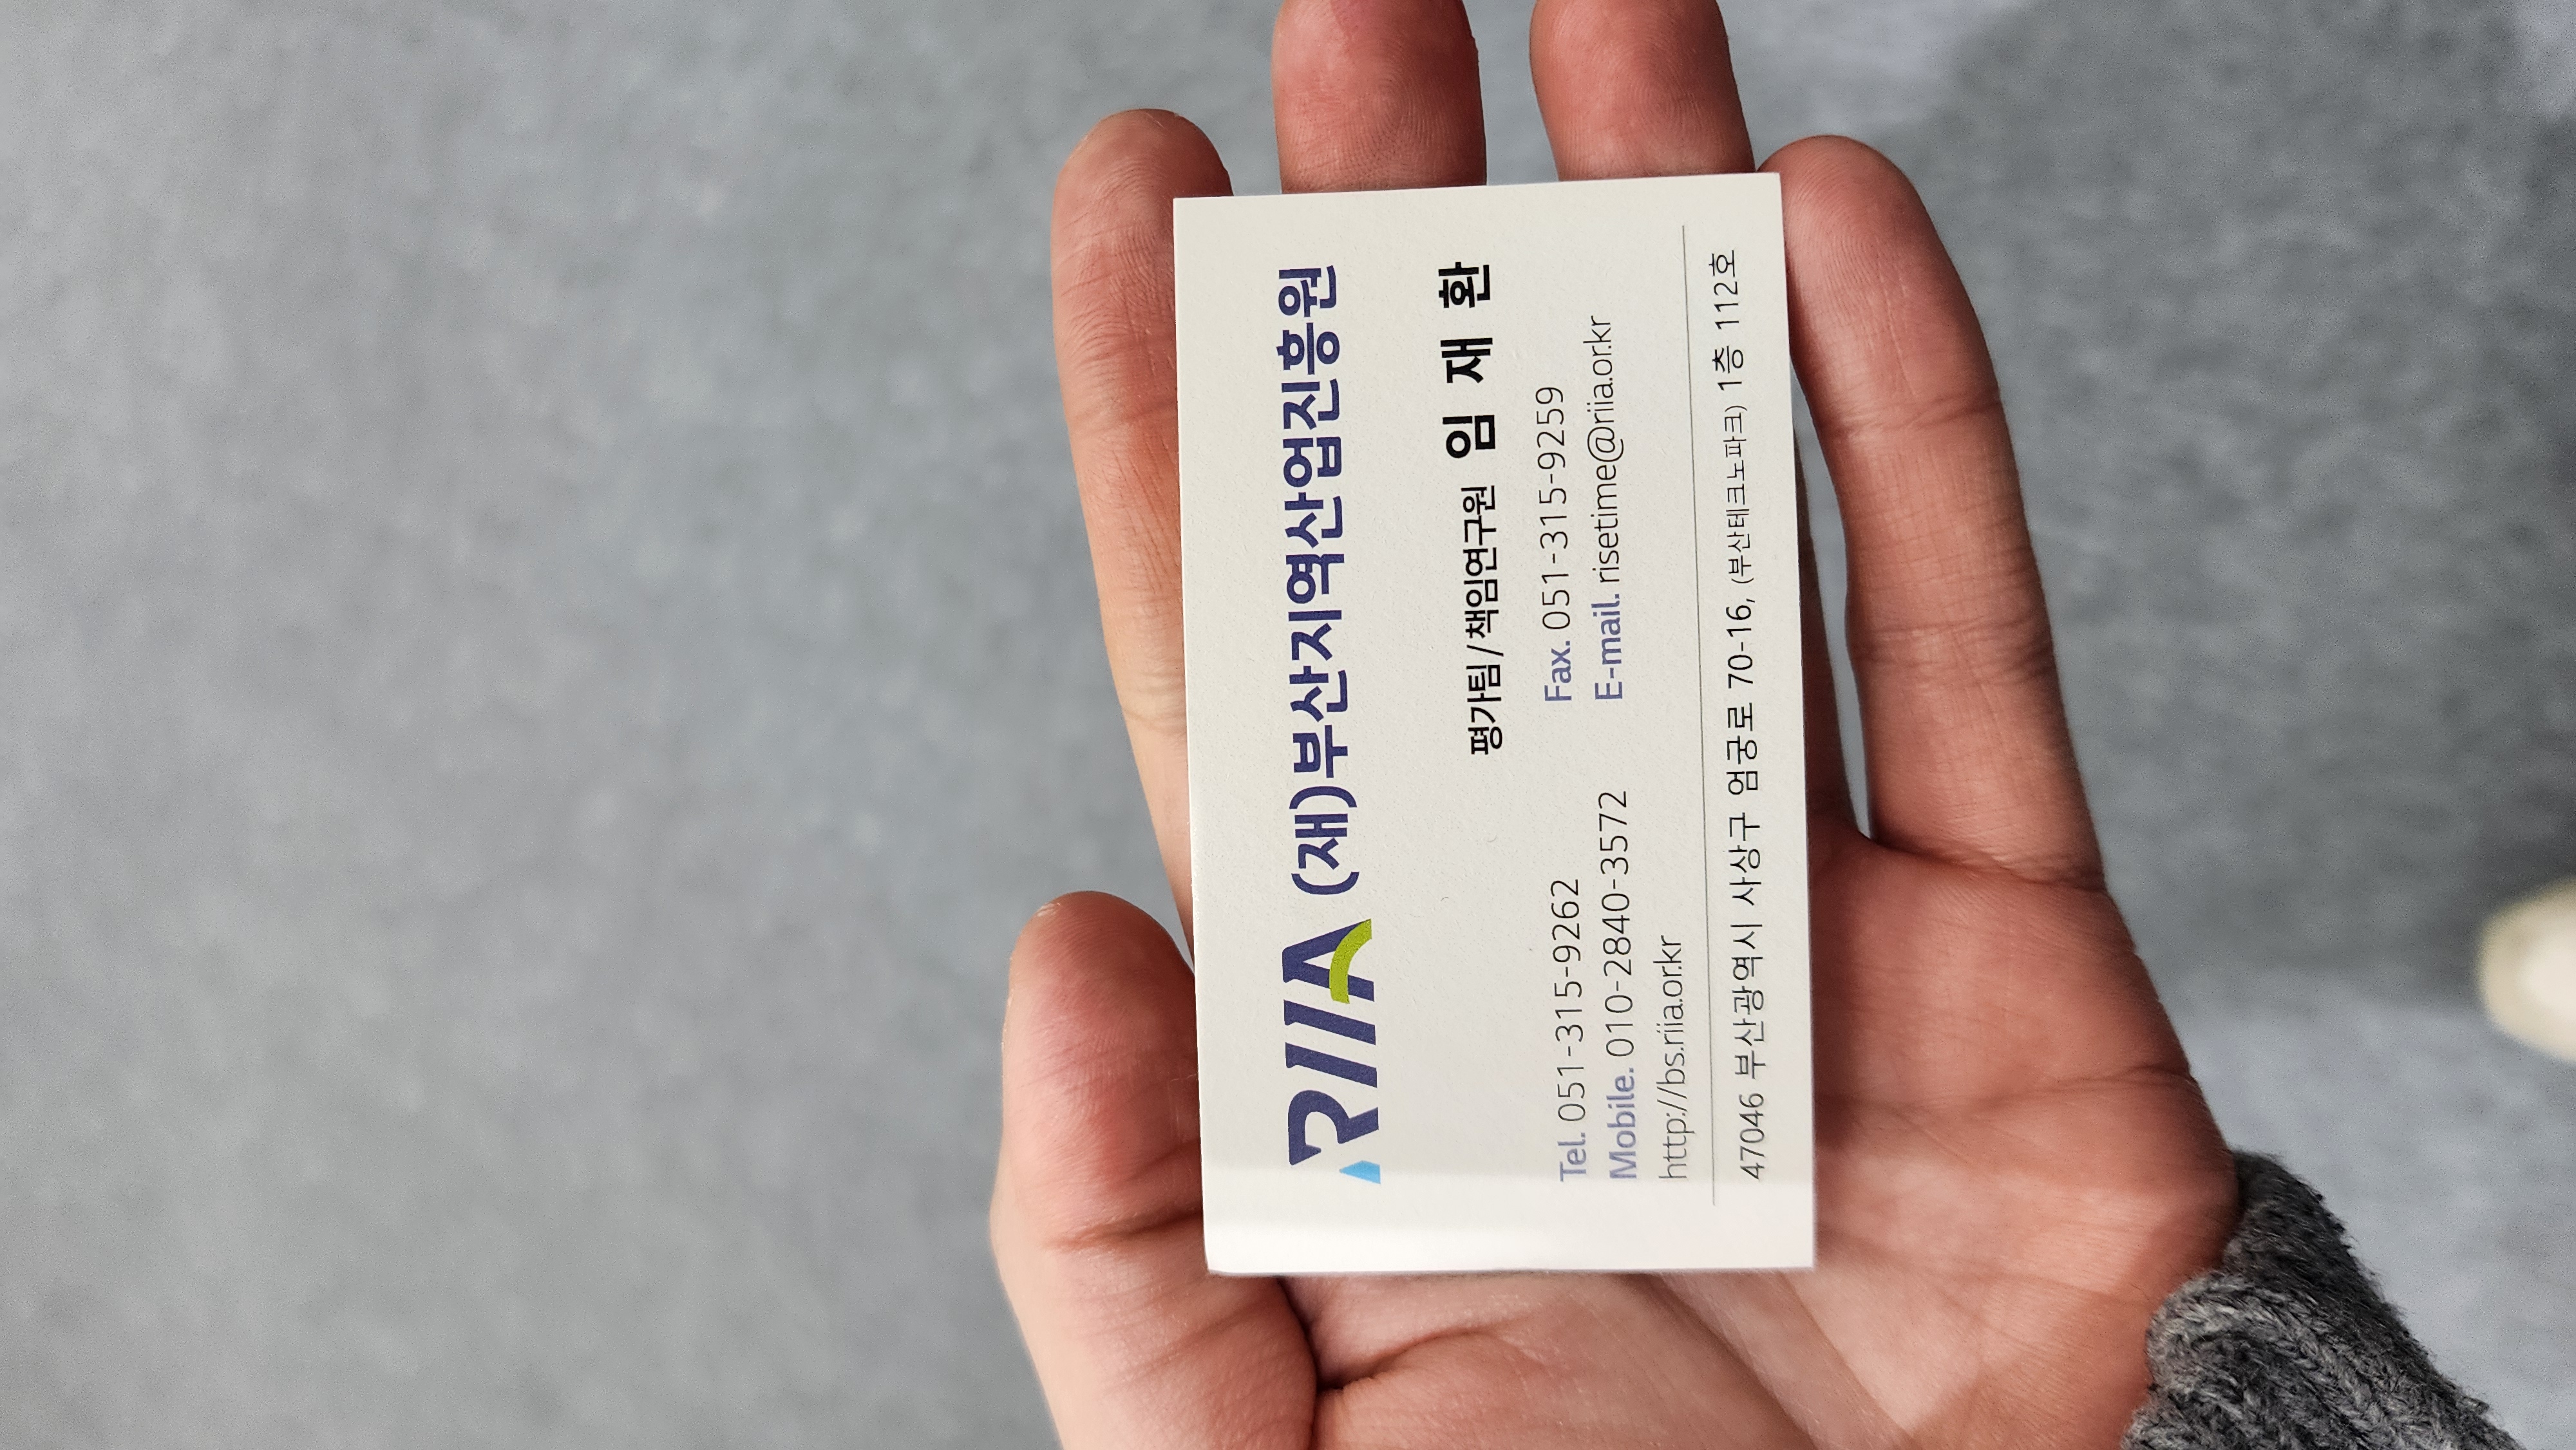 RIIA (재)부산지역산업진흥원
평가팀 / 책임연구원 임 재 환
Tel. 051-315-9262 Fax. 051-315-9259
Mobile. 010-2840-3572 E-mail. risetime@riia.or.kr
http://bs.riia.or.kr
47046 부산광역시 사상구 엄궁로 70-16, (부산테크노파크) 1층 112호